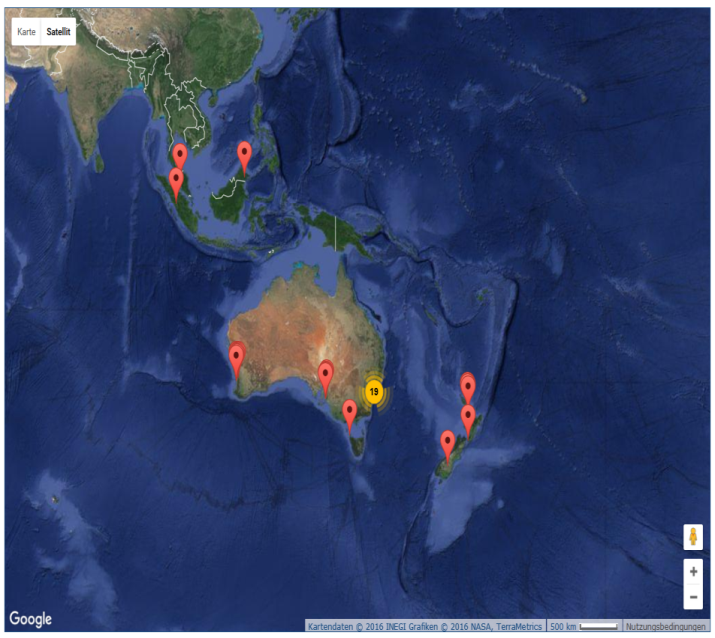 Karte Satellit
19
+
−
Google
Kartendaten © 2016 INEGI Grafiken © 2016 NASA, TerraMetrics 500 km Nutzungsbedingungen